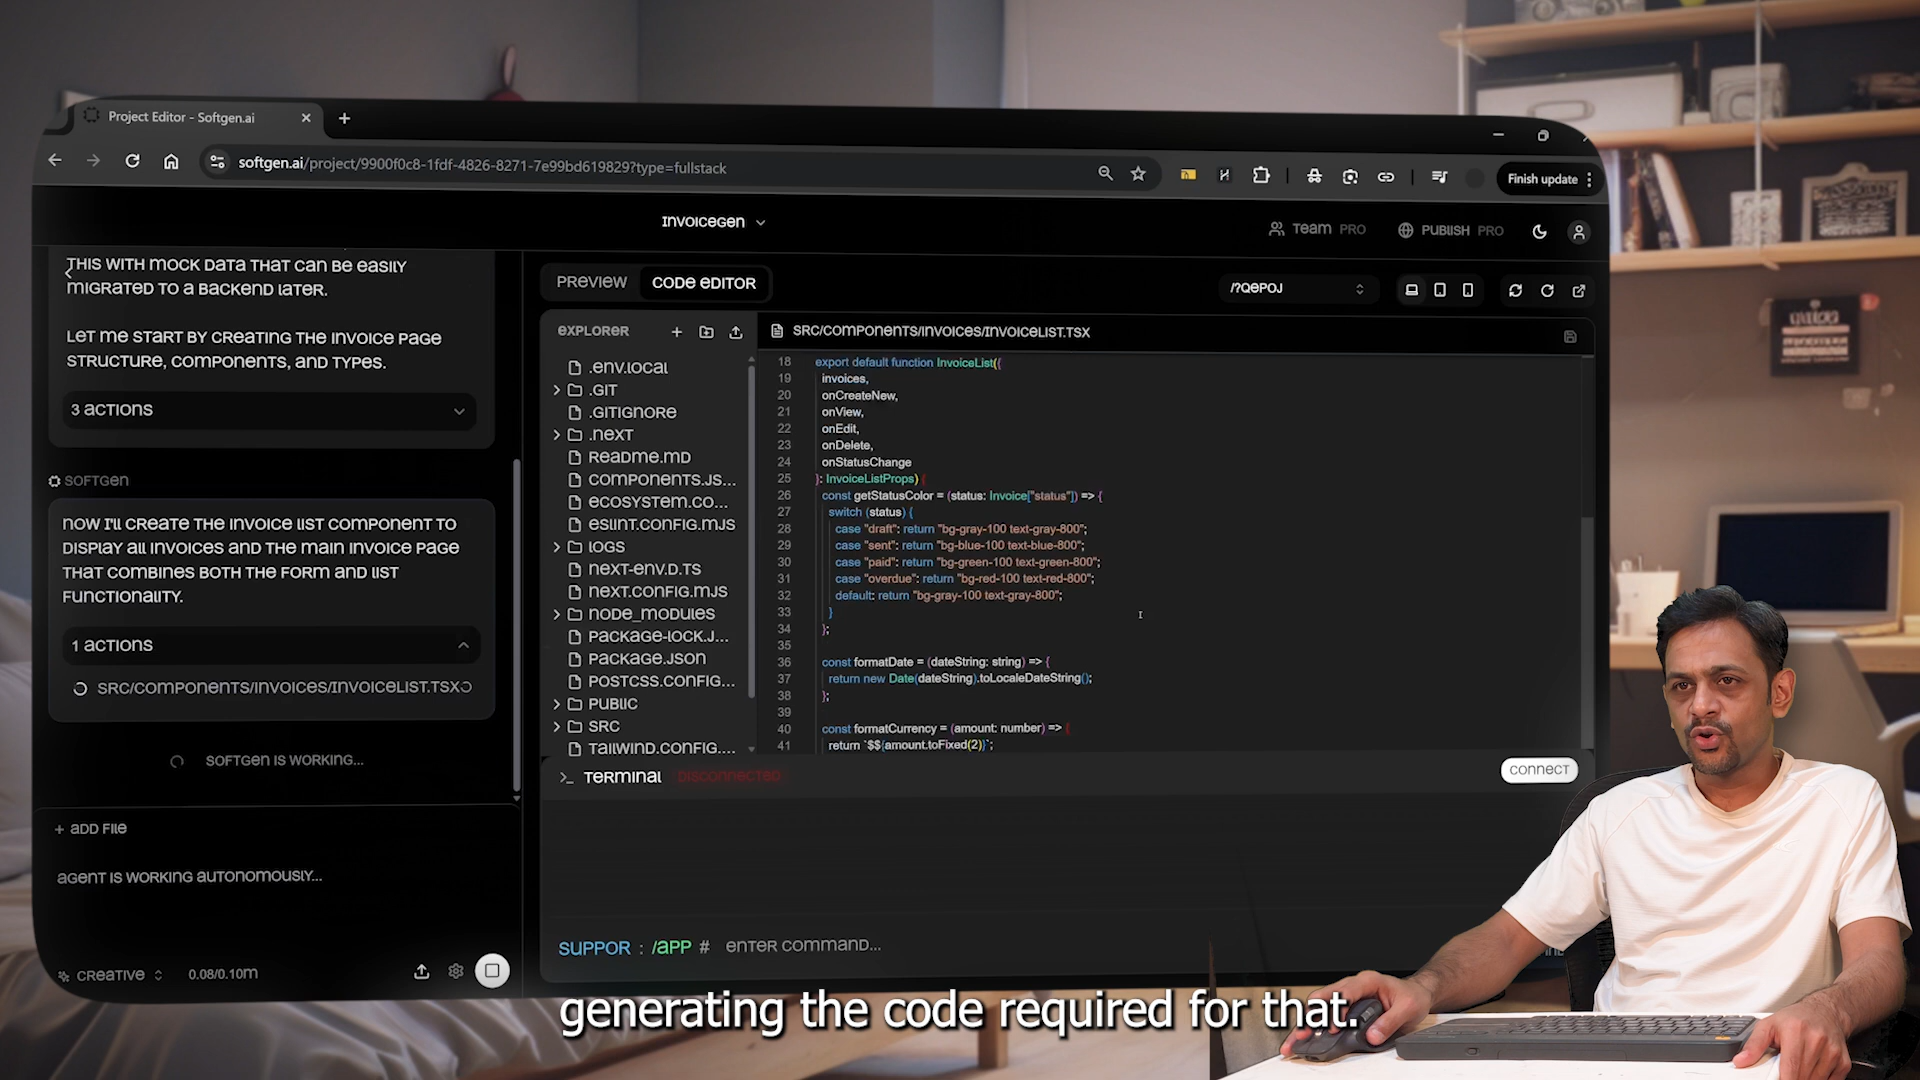 Project Editor - Softgen.ai
softgen.ai/project/9900f0c8-1fdf-4826-8271-7e99bd619829?type=fullstack
Finish update
INVOICEGEN
TEAM PRO
PUBLISH PRO
THIS WITH MOCK DATA THAT CAN BE EASILY
MIGRATED TO A BACKEND LATER.
LET ME START BY CREATING THE INVOICE PAGE
STRUCTURE, COMPONENTS, AND TYPES.
3 ACTIONS
SOFTGEN
NOW I'LL CREATE THE INVOICE LIST COMPONENT TO
DISPLAY ALL INVOICES AND THE MAIN INVOICE PAGE
THAT COMBINES BOTH THE FORM AND LIST
FUNCTIONALITY.
1 ACTIONS
SRC/COMPONENTS/INVOICES/INVOICELIST.TSX
SOFTGEN IS WORKING...
+ ADD FILE
AGENT IS WORKING AUTONOMOUSLY...
CREATIVE
0.08/0.10M
PREVIEW
CODE EDITOR
/?QEPOJ
EXPLORER
.ENV.LOCAL
.GIT
.GITIGNORE
.NEXT
README.MD
COMPONENTS.JS...
ECOSYSTEM.CO...
ESLINT.CONFIG.MJS
LOGS
NEXT-ENV.D.TS
NEXT.CONFIG.MJS
NODE_MODULES
PACKAGE-LOCK.J...
PACKAGE.JSON
POSTCSS.CONFIG...
PUBLIC
SRC
TAILWIND.CONFIG....
SRC/COMPONENTS/INVOICES/INVOICELIST.TSX
18 export default function InvoiceList({
19 invoices,
20 onCreateNew,
21 onView,
22 onEdit,
23 onDelete,
24 onStatusChange
25 }: InvoiceListProps) {
26 const getStatusColor = (status: Invoice["status"]) => {
27 switch (status) {
28 case "draft": return "bg-gray-100 text-gray-800";
29 case "sent": return "bg-blue-100 text-blue-800";
30 case "paid": return "bg-green-100 text-green-800";
31 case "overdue": return "bg-red-100 text-red-800";
32 default: return "bg-gray-100 text-gray-800";
33 }
34 };
35
36 const formatDate = (dateString: string) => {
37 return new Date(dateString).toLocaleDateString();
38 };
39
40 const formatCurrency = (amount: number) => {
41 return `$${amount.toFixed(2)}`;
>_ TERMINAL DISCONNECTED
CONNECT
SUPPOR : /APP # ENTER COMMAND...
generating the code required for that.